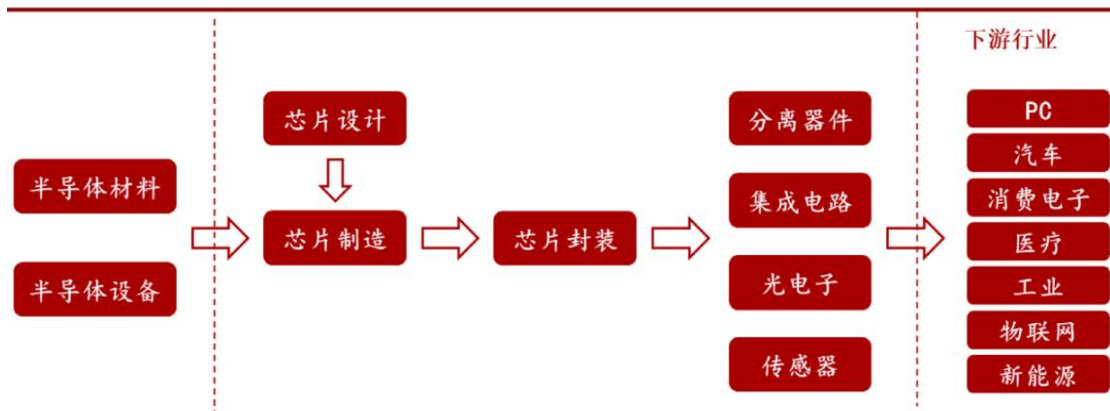 下游行业
半导体材料
半导体设备
芯片设计
芯片制造
芯片封装
分离器件
集成电路
光电子
传感器
PC
汽车
消费电子
医疗
工业
物联网
新能源